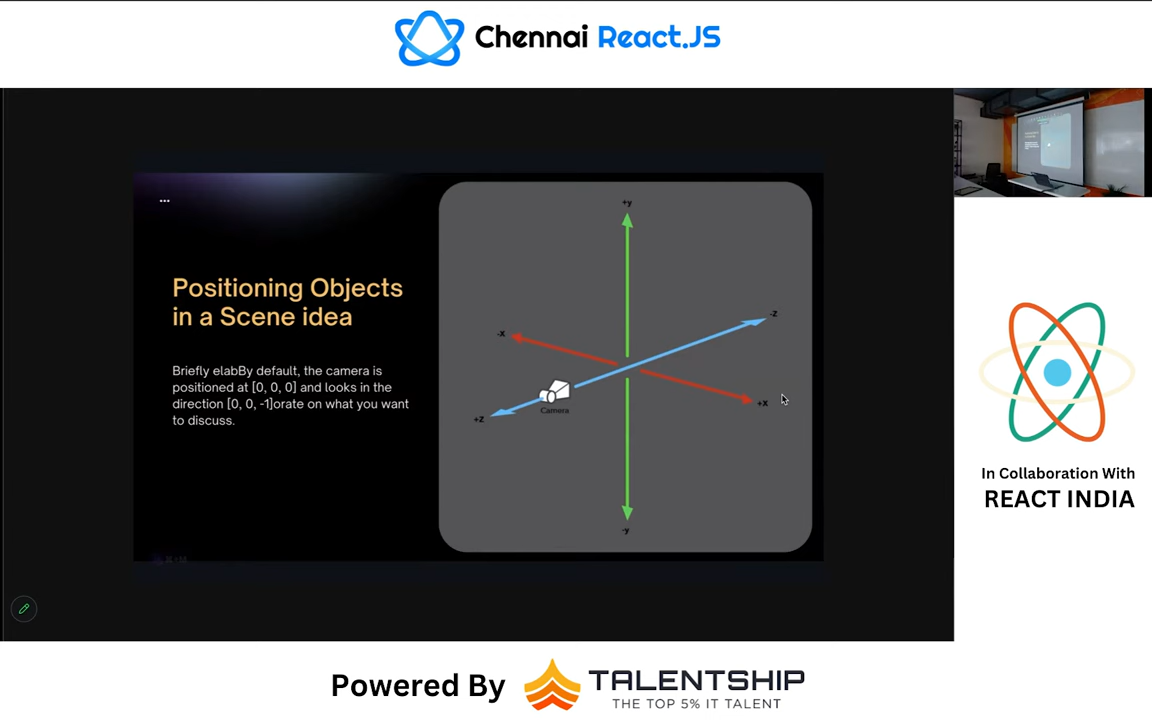 Chennai React.JS
Positioning Objects
in a Scene idea
Briefly elabBy default, the camera is
positioned at [0, 0, 0] and looks in the
direction [0, 0, -1]orate on what you want
to discuss.
+y
-z
-x
Camera
+x
+z
-y
In Collaboration With
REACT INDIA
Powered By
TALENTSHIP
THE TOP 5% IT TALENT